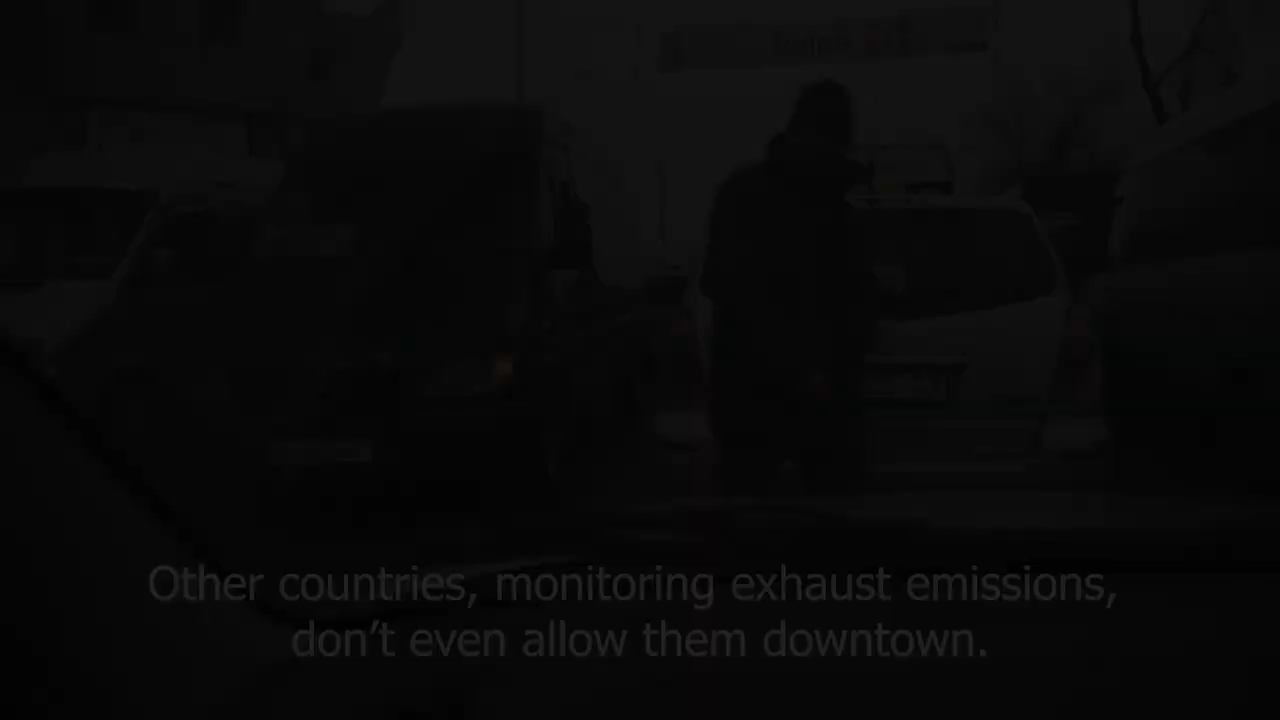 Other countries, monitoring exhaust emissions,
don't even allow them downtown.